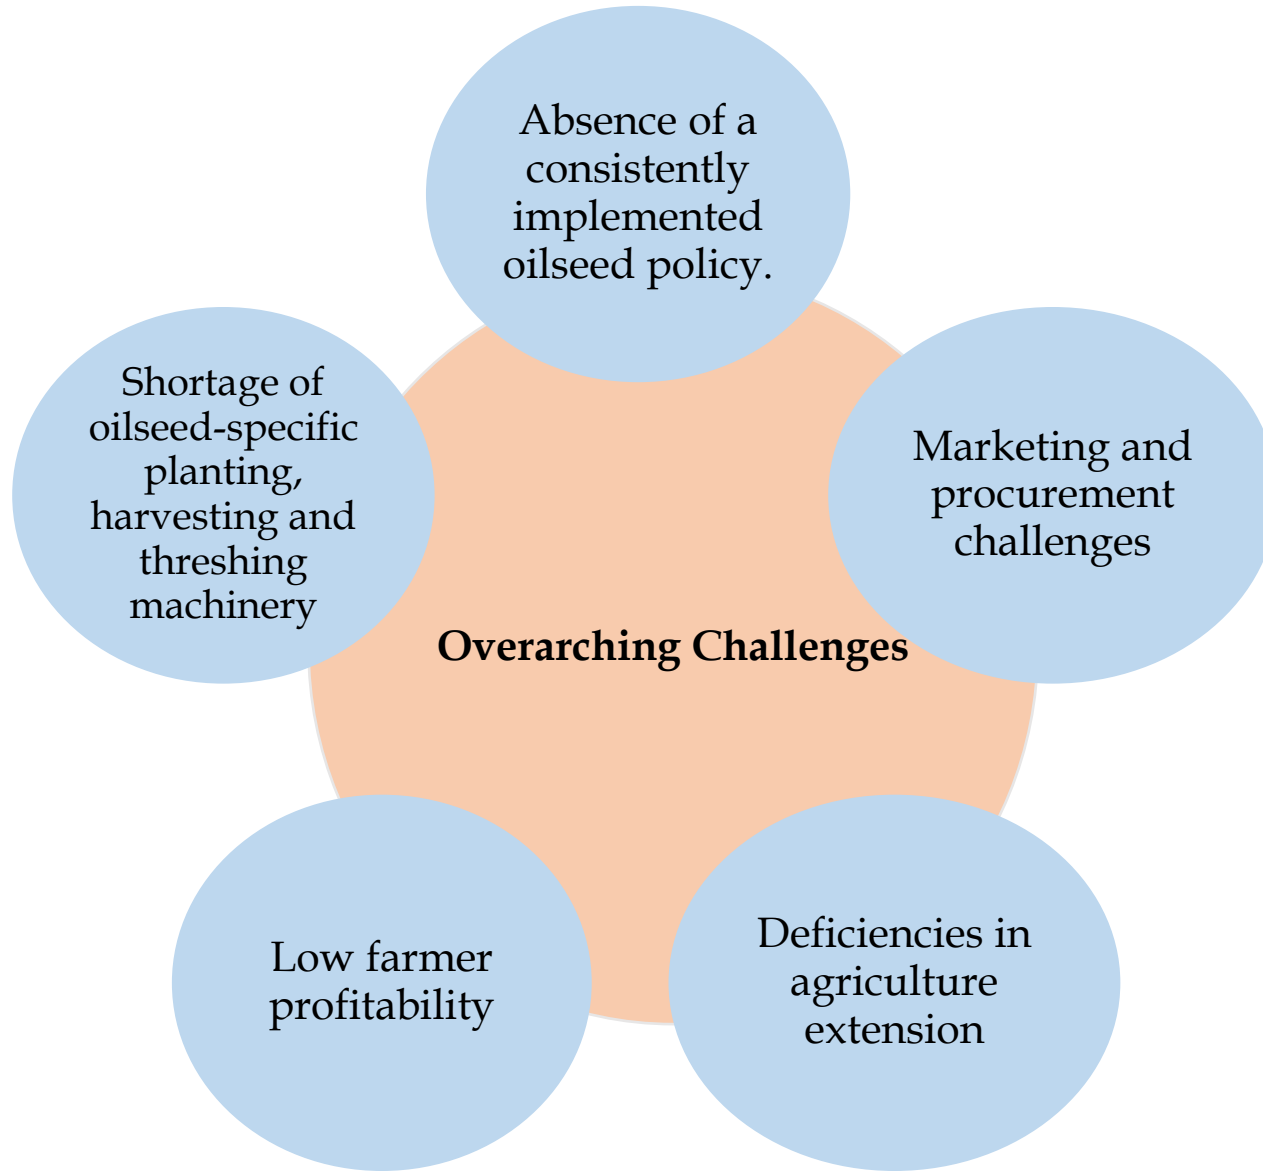 Absence of a
consistently
implemented
oilseed policy.
Marketing and
procurement
challenges
Deficiencies in
agriculture
extension
Low farmer
profitability
Shortage of
oilseed-specific
planting,
harvesting and
threshing
machinery
Overarching Challenges